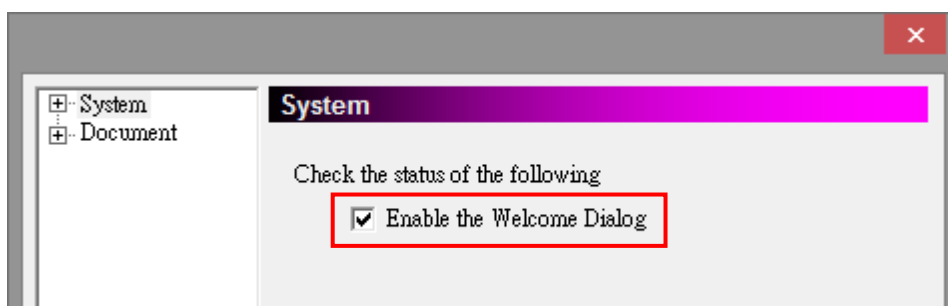 System
Document
System
Check the status of the following
Enable the Welcome Dialog